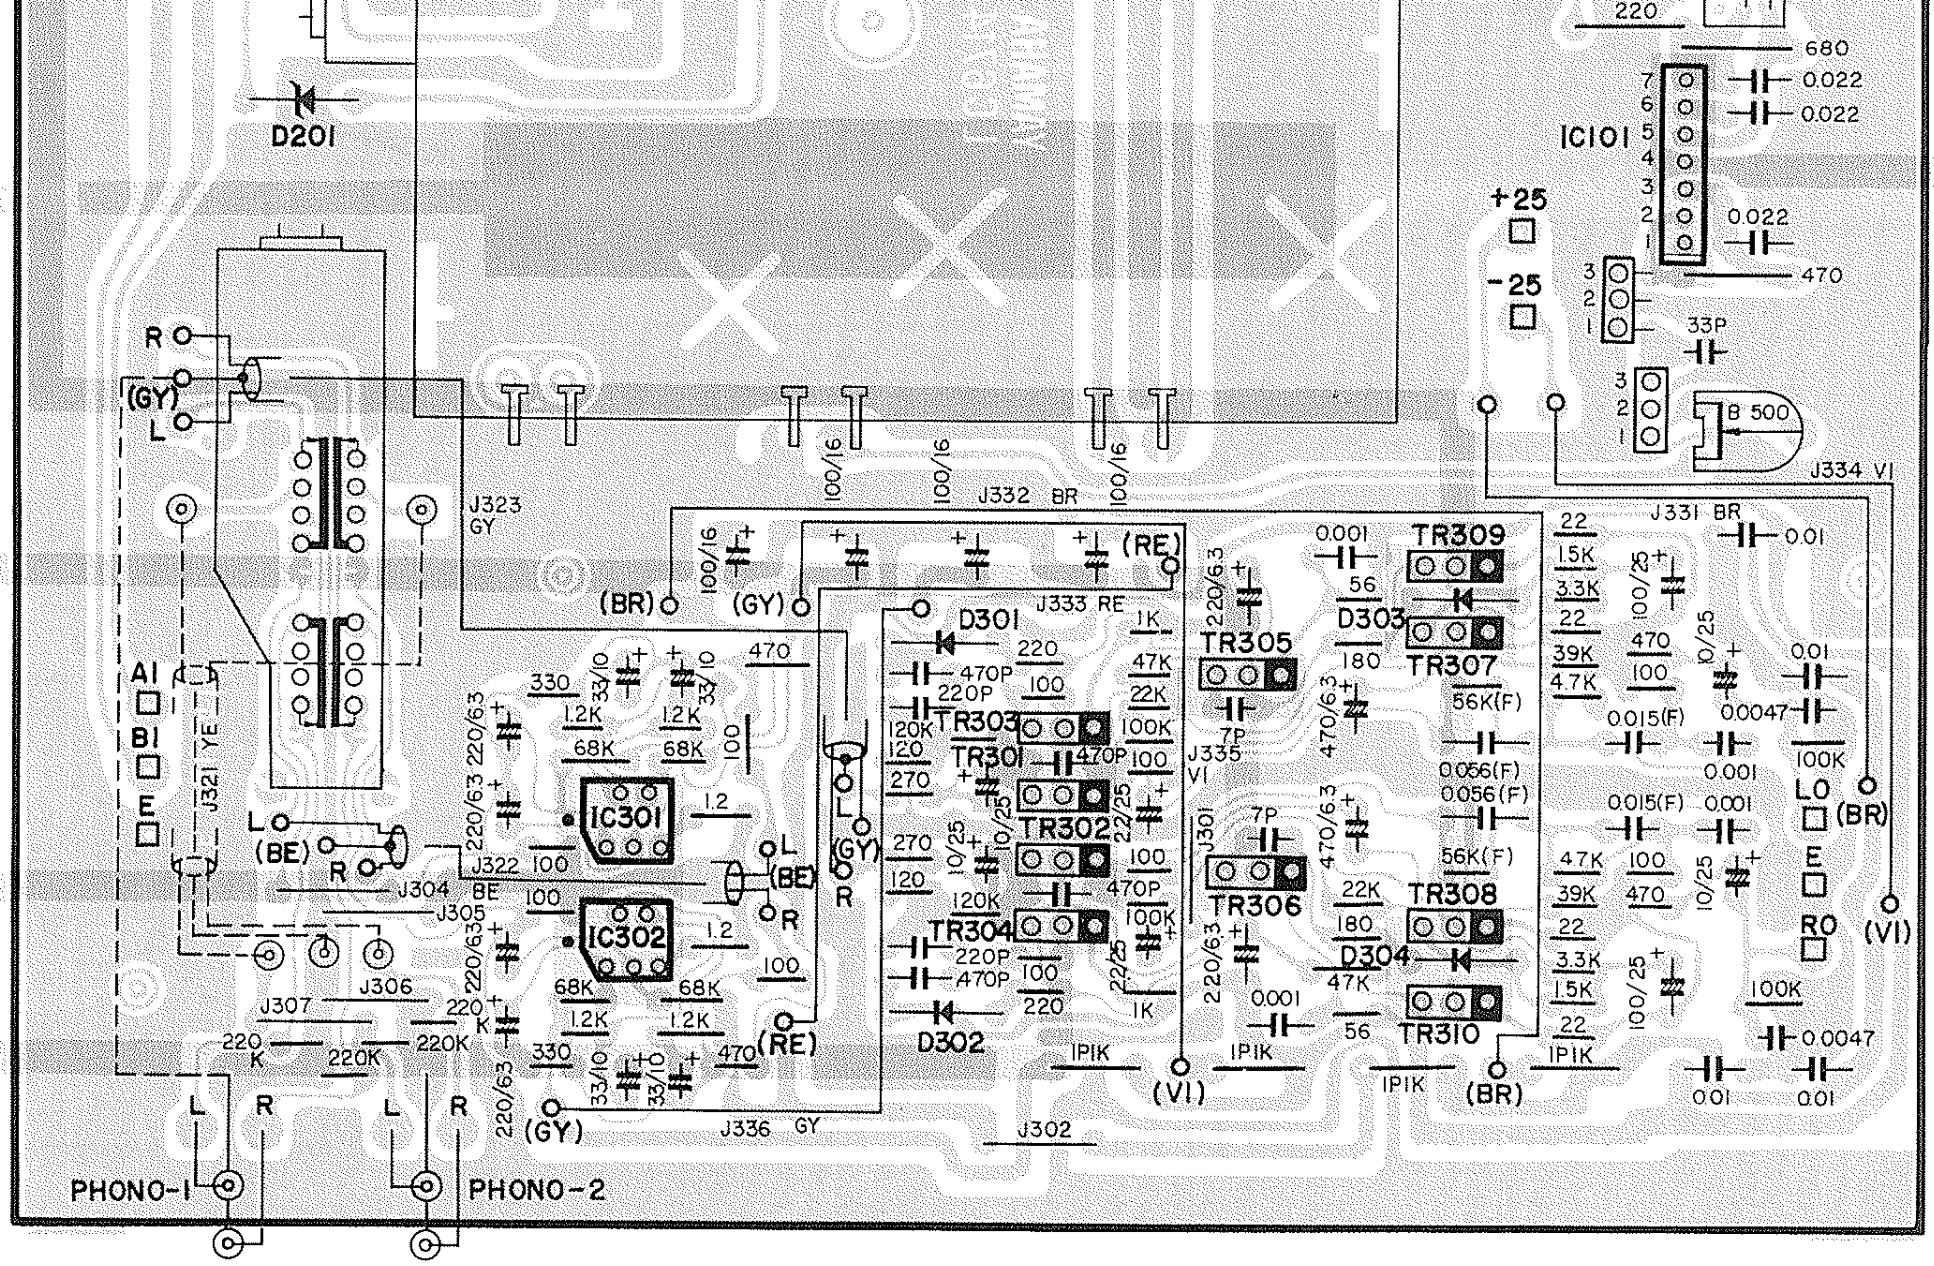 220
680
7
0.022
6
0.022
D201
IC101
5
4
3
+25
2
0.022
1
-25
3
470
2
1
33P
R
(GY)
L
3
2
1
B 500
100/16
100/16
100/16
J334 VI
J323
GY
J332 BR
J331 BR
100/16
+
+
+
+
(RE)
0.001
TR309
22
0.01
220/63
+
56
1.5K
100/25
+
(BR)
(GY)
J333 RE
3.3K
D301
1K
D303
22
TR305
470
220
180
TR307
39K
470
10/25
+
0.01
A1
330
33/10
+
33/10
+
470P
47K
100
220P
100
22K
4.7K
100
220/63
+
1.2K
1.2K
56K(F)
120K
TR303
100K
470/63
+
0.015(F)
0.0047
B1
68K
68K
100
120
7P
TR301
470P
100
J335
VI
0.056(F)
0.001
100K
J321 YE
270
220/63
+
IC301
1.2
+
10/25
22/25
+
0.056(F)
LO
E
L
L
TR302
J301
7P
470/63
+
0.015(F)
0.001
(BR)
(BE)
(GY)
270
10/25
+
100
56K(F)
E
R
J322
BE
100
L
(BE)
47K
100
J304
100
R
120
470P
22K
39K
470
10/25
+
J305
R
120K
100K
TR306
TR308
RO
(VI)
220/63
+
IC302
1.2
TR304
22/25
+
180
22
220P
220/63
+
D304
100
470P
100
3.3K
J306
68K
68K
47K
100/25
+
J307
220
K
+
220
1K
0.001
1.5K
100K
1.2K
1.2K
TR310
220
K
220K
220K
(RE)
D302
56
22
0.0047
330
33/10
+
33/10
+
470
1P1K
1P1K
1P1K
220/63
(VI)
1P1K
(BR)
0.01
0.01
L
R
L
R
(GY)
J336 GY
J302
PHONO-1
PHONO-2